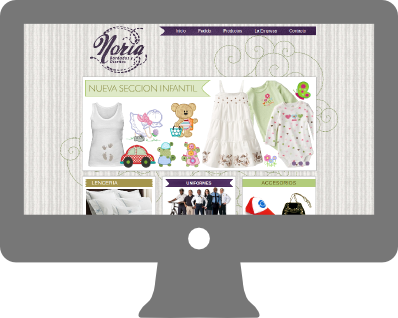 Noria
Bordados y
Diseños
Inicio Pedido Productos La Empresa Contacto
NUEVA SECCION INFANTIL
LENCERIA
UNIFORMES
ACCESORIOS